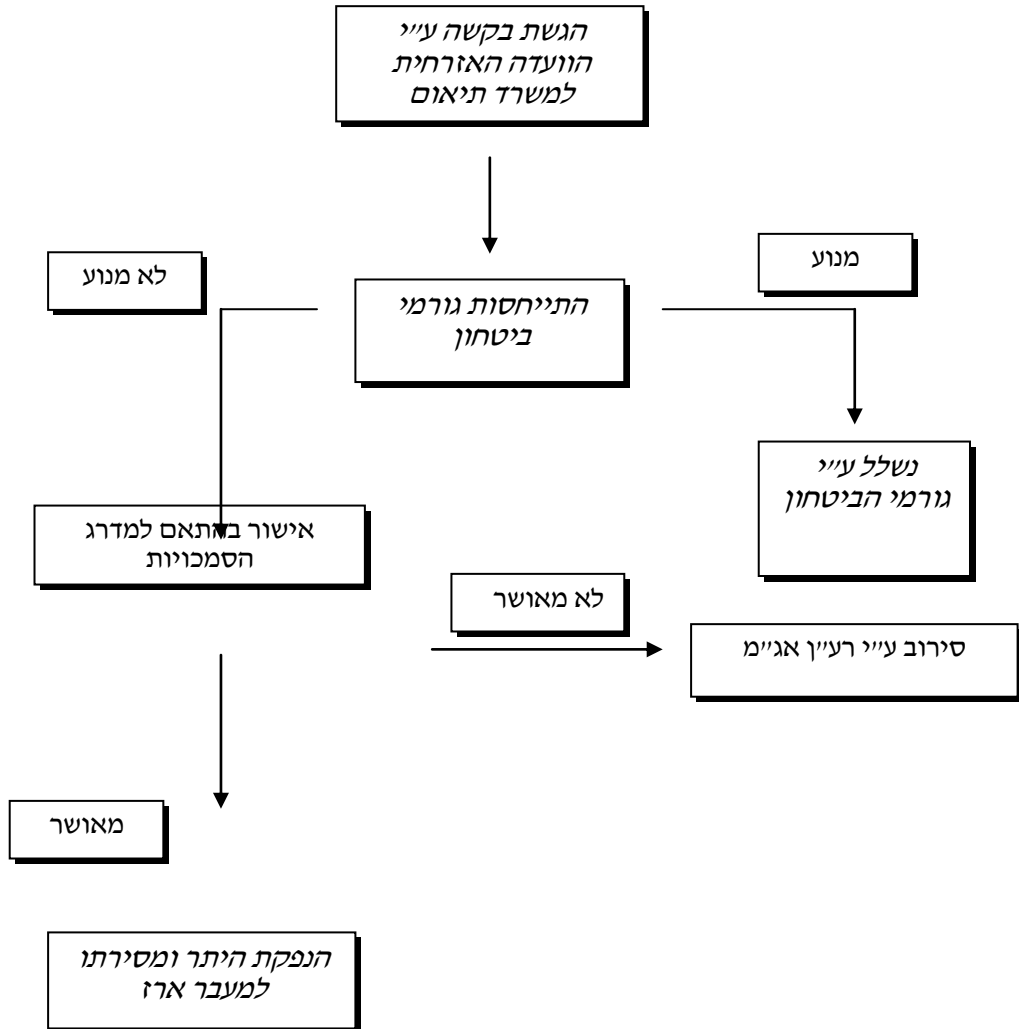 הגשת בקשה ע״י
הוועדה האזרחית
למשרד תיאום
מנוע
לא מנוע
התייחסות גורמי
ביטחון
נשלל ע״י
גורמי הביטחון
אישור בהתאם למדרג
הסמכויות
לא מאושר
סירוב ע״י רע״ן אג״מ
מאושר
הנפקת היתר ומסירתו
למעבר ארז